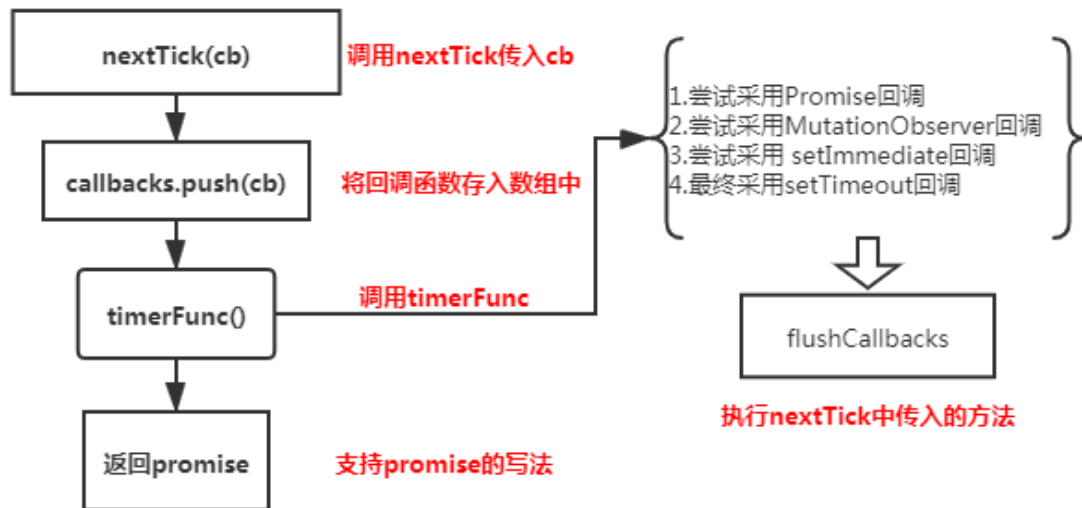 nextTick(cb)
调用nextTick传入cb
callbacks.push(cb)
将回调函数存入数组中
timerFunc()
调用timerFunc
返回promise
支持promise的写法
1.尝试采用Promise回调
2.尝试采用MutationObserver回调
3.尝试采用 setImmediate回调
4.最终采用setTimeout回调
flushCallbacks
执行nextTick中传入的方法